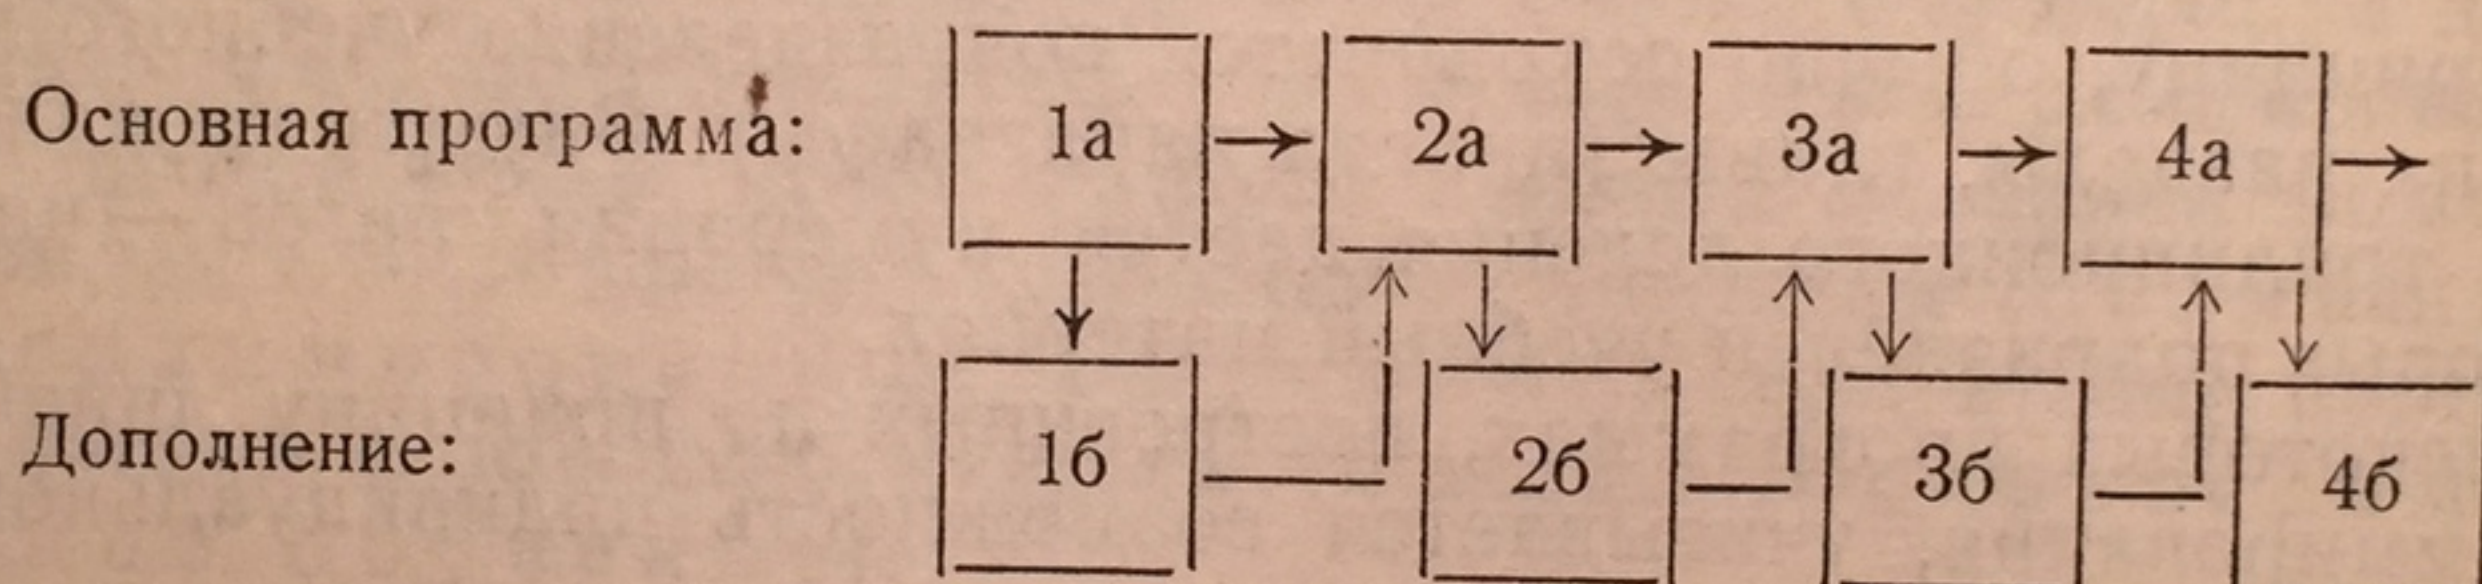 Основная программа: 1а 2а 3а 4а
Дополнение: 1б 2б 3б 4б